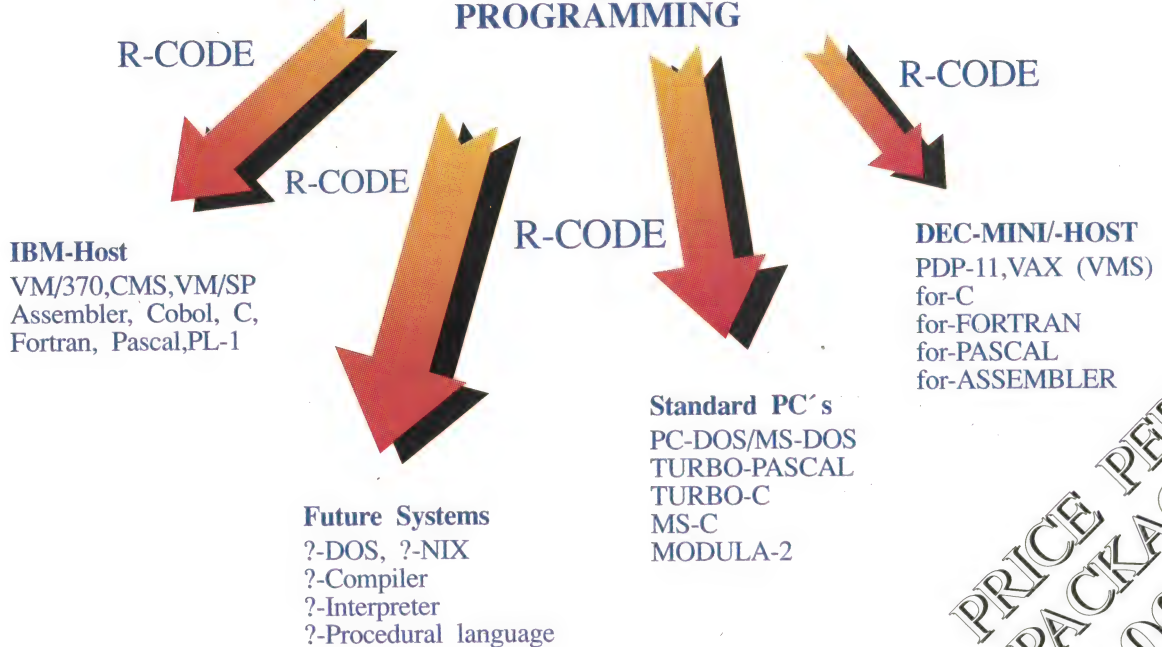 PROGRAMMING
R-CODE
R-CODE
R-CODE
R-CODE
IBM-Host
VM/370,CMS,VM/SP
Assembler, Cobol, C,
Fortran, Pascal,PL-1
Future Systems
?-DOS, ?-NIX
?-Compiler
?-Interpreter
?-Procedural language
Standard PC´s
PC-DOS/MS-DOS
TURBO-PASCAL
TURBO-C
MS-C
MODULA-2
DEC-MINI/-HOST
PDP-11,VAX (VMS)
for-C
for-FORTRAN
for-PASCAL
for-ASSEMBLER
PRICE